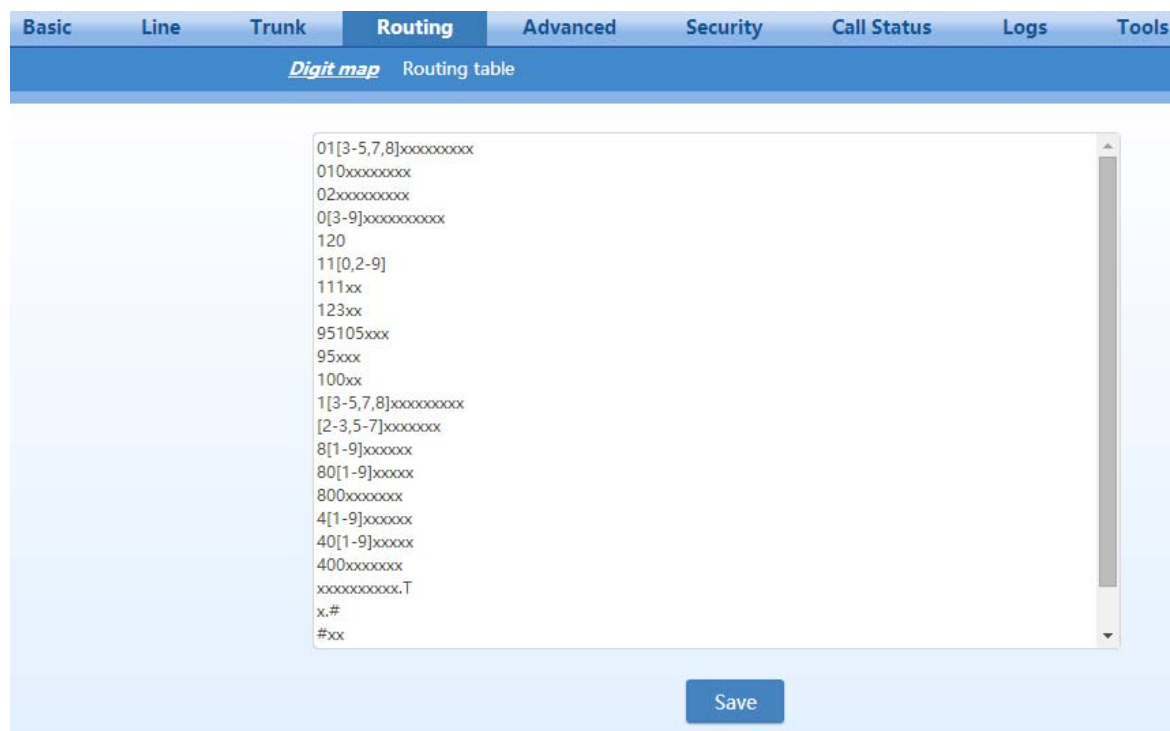 Basic Line Trunk Routing Advanced Security Call Status Logs Tools
Digit map Routing table
01[3-5,7,8]xxxxxxxxx
010xxxxxxxx
02xxxxxxxxx
0[3-9]xxxxxxxxxx
120
11[0,2-9]
111xx
123xx
95105xxx
95xxx
100xx
1[3-5,7,8]xxxxxxxxx
[2-3,5-7]xxxxxxx
8[1-9]xxxxxx
80[1-9]xxxxx
800xxxxxxx
4[1-9]xxxxxx
40[1-9]xxxxx
400xxxxxxx
xxxxxxxxxx.T
x.#
#xx
Save